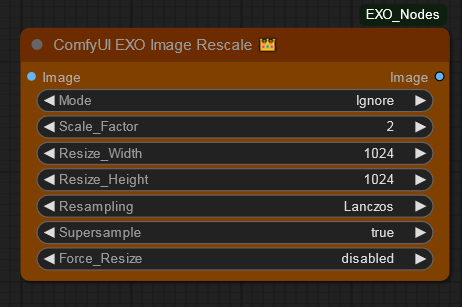 EXO_Nodes
ComfyUI EXO Image Rescale 👑
Image Image
Mode Ignore
Scale_Factor 2
Resize_Width 1024
Resize_Height 1024
Resampling Lanczos
Supersample true
Force_Resize disabled